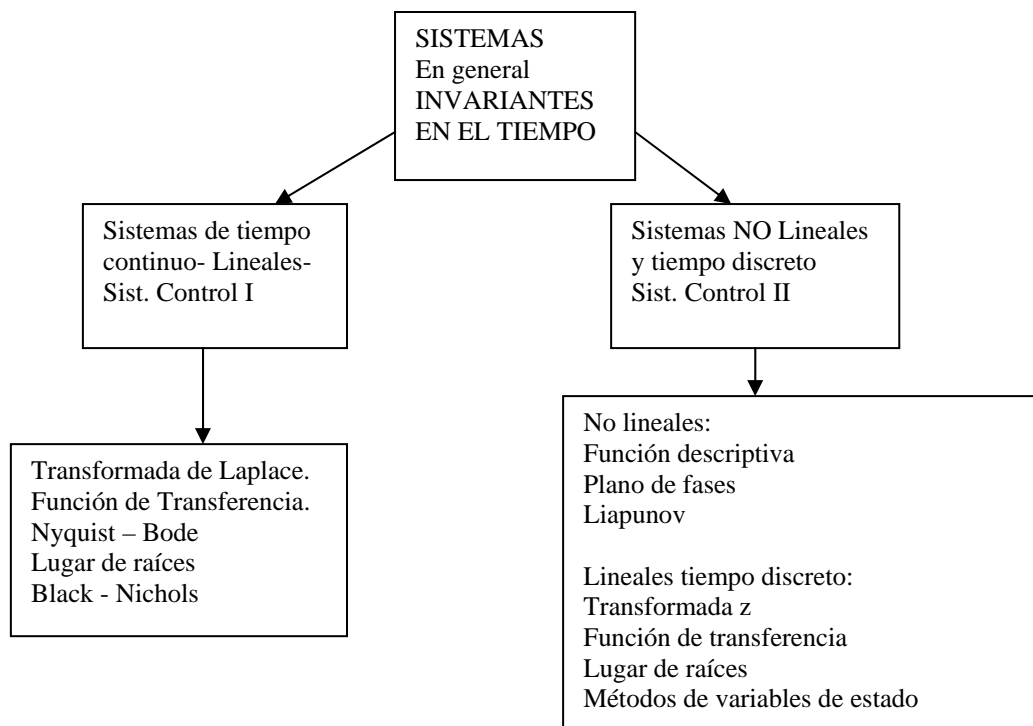 SISTEMAS
En general
INVARIANTES
EN EL TIEMPO
Sistemas de tiempo
continuo- Lineales-
Sist. Control I
Sistemas NO Lineales
y tiempo discreto
Sist. Control II
Transformada de Laplace.
Función de Transferencia.
Nyquist – Bode
Lugar de raíces
Black - Nichols
No lineales:
Función descriptiva
Plano de fases
Liapunov
Lineales tiempo discreto:
Transformada z
Función de transferencia
Lugar de raíces
Métodos de variables de estado